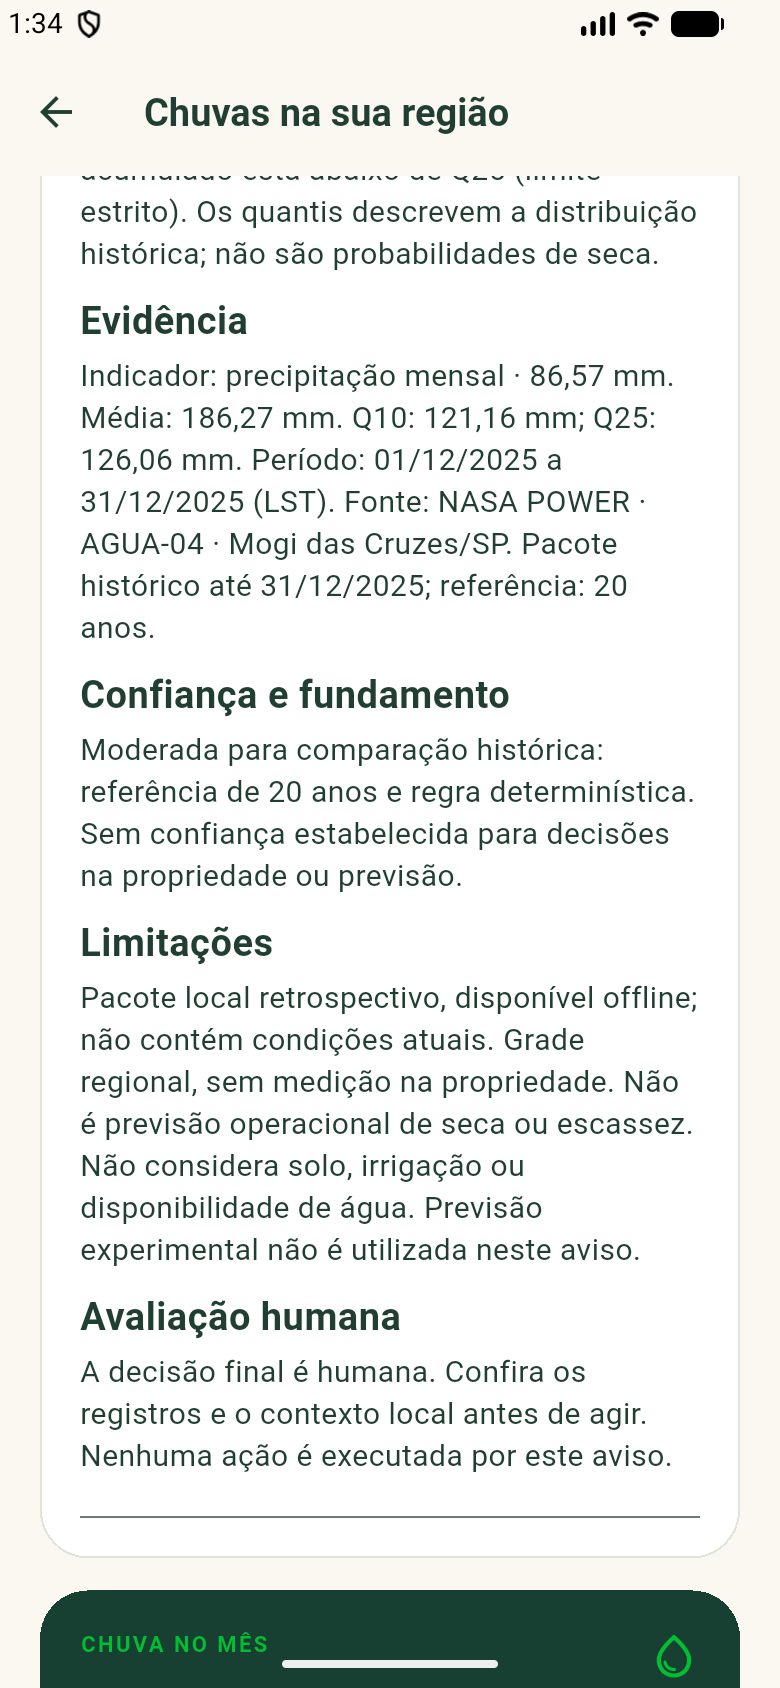 1:34
Chuvas na sua região
acumulado está abaixo de Q25 (limite
estrito). Os quantis descrevem a distribuição
histórica; não são probabilidades de seca.
Evidência
Indicador: precipitação mensal · 86,57 mm.
Média: 186,27 mm. Q10: 121,16 mm; Q25:
126,06 mm. Período: 01/12/2025 a
31/12/2025 (LST). Fonte: NASA POWER ·
AGUA-04 · Mogi das Cruzes/SP. Pacote
histórico até 31/12/2025; referência: 20
anos.
Confiança e fundamento
Moderada para comparação histórica:
referência de 20 anos e regra determinística.
Sem confiança estabelecida para decisões
na propriedade ou previsão.
Limitações
Pacote local retrospectivo, disponível offline;
não contém condições atuais. Grade
regional, sem medição na propriedade. Não
é previsão operacional de seca ou escassez.
Não considera solo, irrigação ou
disponibilidade de água. Previsão
experimental não é utilizada neste aviso.
Avaliação humana
A decisão final é humana. Confira os
registros e o contexto local antes de agir.
Nenhuma ação é executada por este aviso.
CHUVA NO MÊS